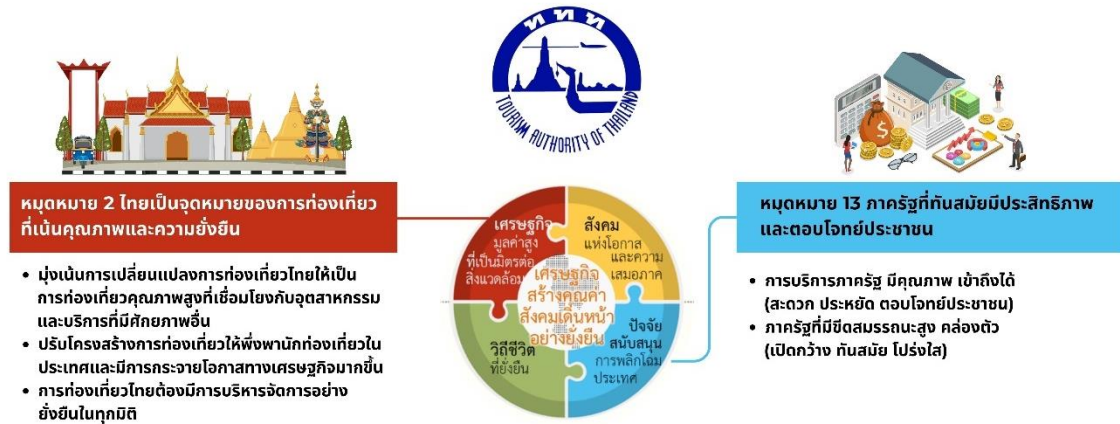 ททท
TOURISM AUTHORITY OF THAILAND
หมุดหมาย 2 ไทยเป็นจุดหมายของการท่องเที่ยว
ที่เน้นคุณภาพและความยั่งยืน
• มุ่งเน้นการเปลี่ยนแปลงการท่องเที่ยวไทยให้เป็น
การท่องเที่ยวคุณภาพสูงที่เชื่อมโยงกับอุตสาหกรรม
และบริการที่มีศักยภาพอื่น
• ปรับโครงสร้างการท่องเที่ยวให้พึ่งพานักท่องเที่ยวใน
ประเทศและมีการกระจายโอกาสทางเศรษฐกิจมากขึ้น
• การท่องเที่ยวไทยต้องมีการบริหารจัดการอย่าง
ยั่งยืนในทุกมิติ
เศรษฐกิจ
มูลค่าสูง
ที่เป็นมิตรต่อ
สิ่งแวดล้อม
สังคม
แห่งโอกาส
และความ
เสมอภาค
เศรษฐกิจ
สร้างคุณค่า
สังคมเดินหน้า
อย่างยั่งยืน
วิถีชีวิต
ที่ยั่งยืน
ปัจจัย
สนับสนุน
การพลิกโฉม
ประเทศ
หมุดหมาย 13 ภาครัฐที่ทันสมัยมีประสิทธิภาพ
และตอบโจทย์ประชาชน
• การบริการภาครัฐ มีคุณภาพ เข้าถึงได้
(สะดวก ประหยัด ตอบโจทย์ประชาชน)
• ภาครัฐที่มีขีดสมรรถนะสูง คล่องตัว
(เปิดกว้าง ทันสมัย โปร่งใส)